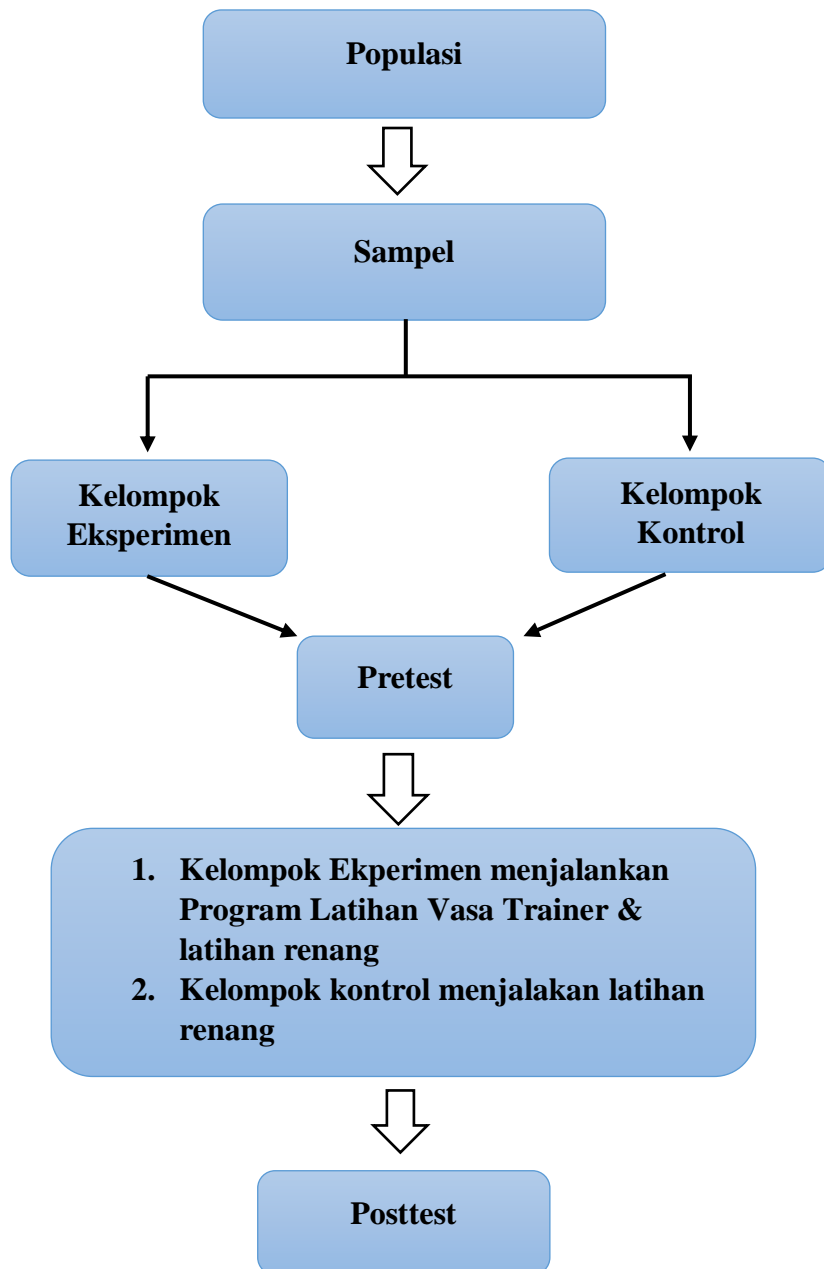 Populasi
Sampel
Kelompok
Eksperimen
Kelompok
Kontrol
Pretest
1. Kelompok Ekperimen menjalankan
Program Latihan Vasa Trainer &
latihan renang
2. Kelompok kontrol menjalakan latihan
renang
Posttest